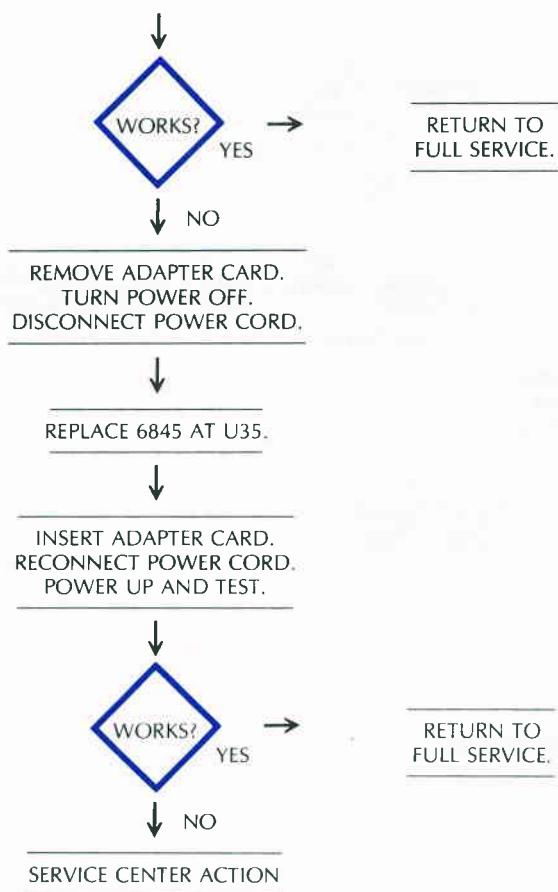 WORKS?
YES
RETURN TO
FULL SERVICE.
NO
REMOVE ADAPTER CARD.
TURN POWER OFF.
DISCONNECT POWER CORD.
REPLACE 6845 AT U35.
INSERT ADAPTER CARD.
RECONNECT POWER CORD.
POWER UP AND TEST.
WORKS?
YES
RETURN TO
FULL SERVICE.
NO
SERVICE CENTER ACTION